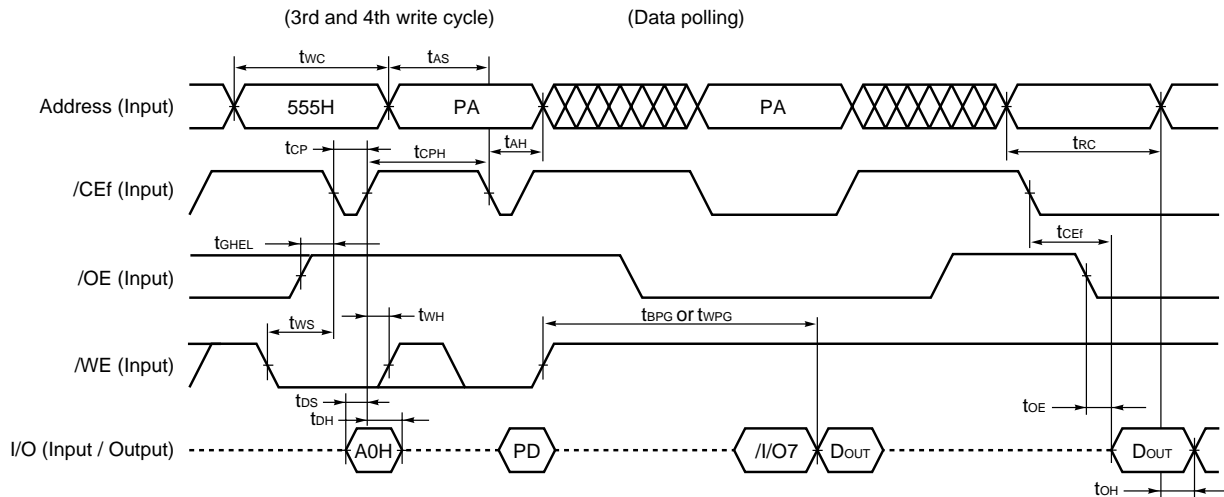 (3rd and 4th write cycle) (Data polling)
tWC tAS
Address (Input) 555H PA PA
tCP tCPH tAH tRC
/CEf (Input)
tGHEL tCEf
/OE (Input)
tWS tWH tBPG or tWPG
/WE (Input)
tDS tOE
tDH
I/O (Input / Output) A0H PD /I/O7 DOUT DOUT
tOH